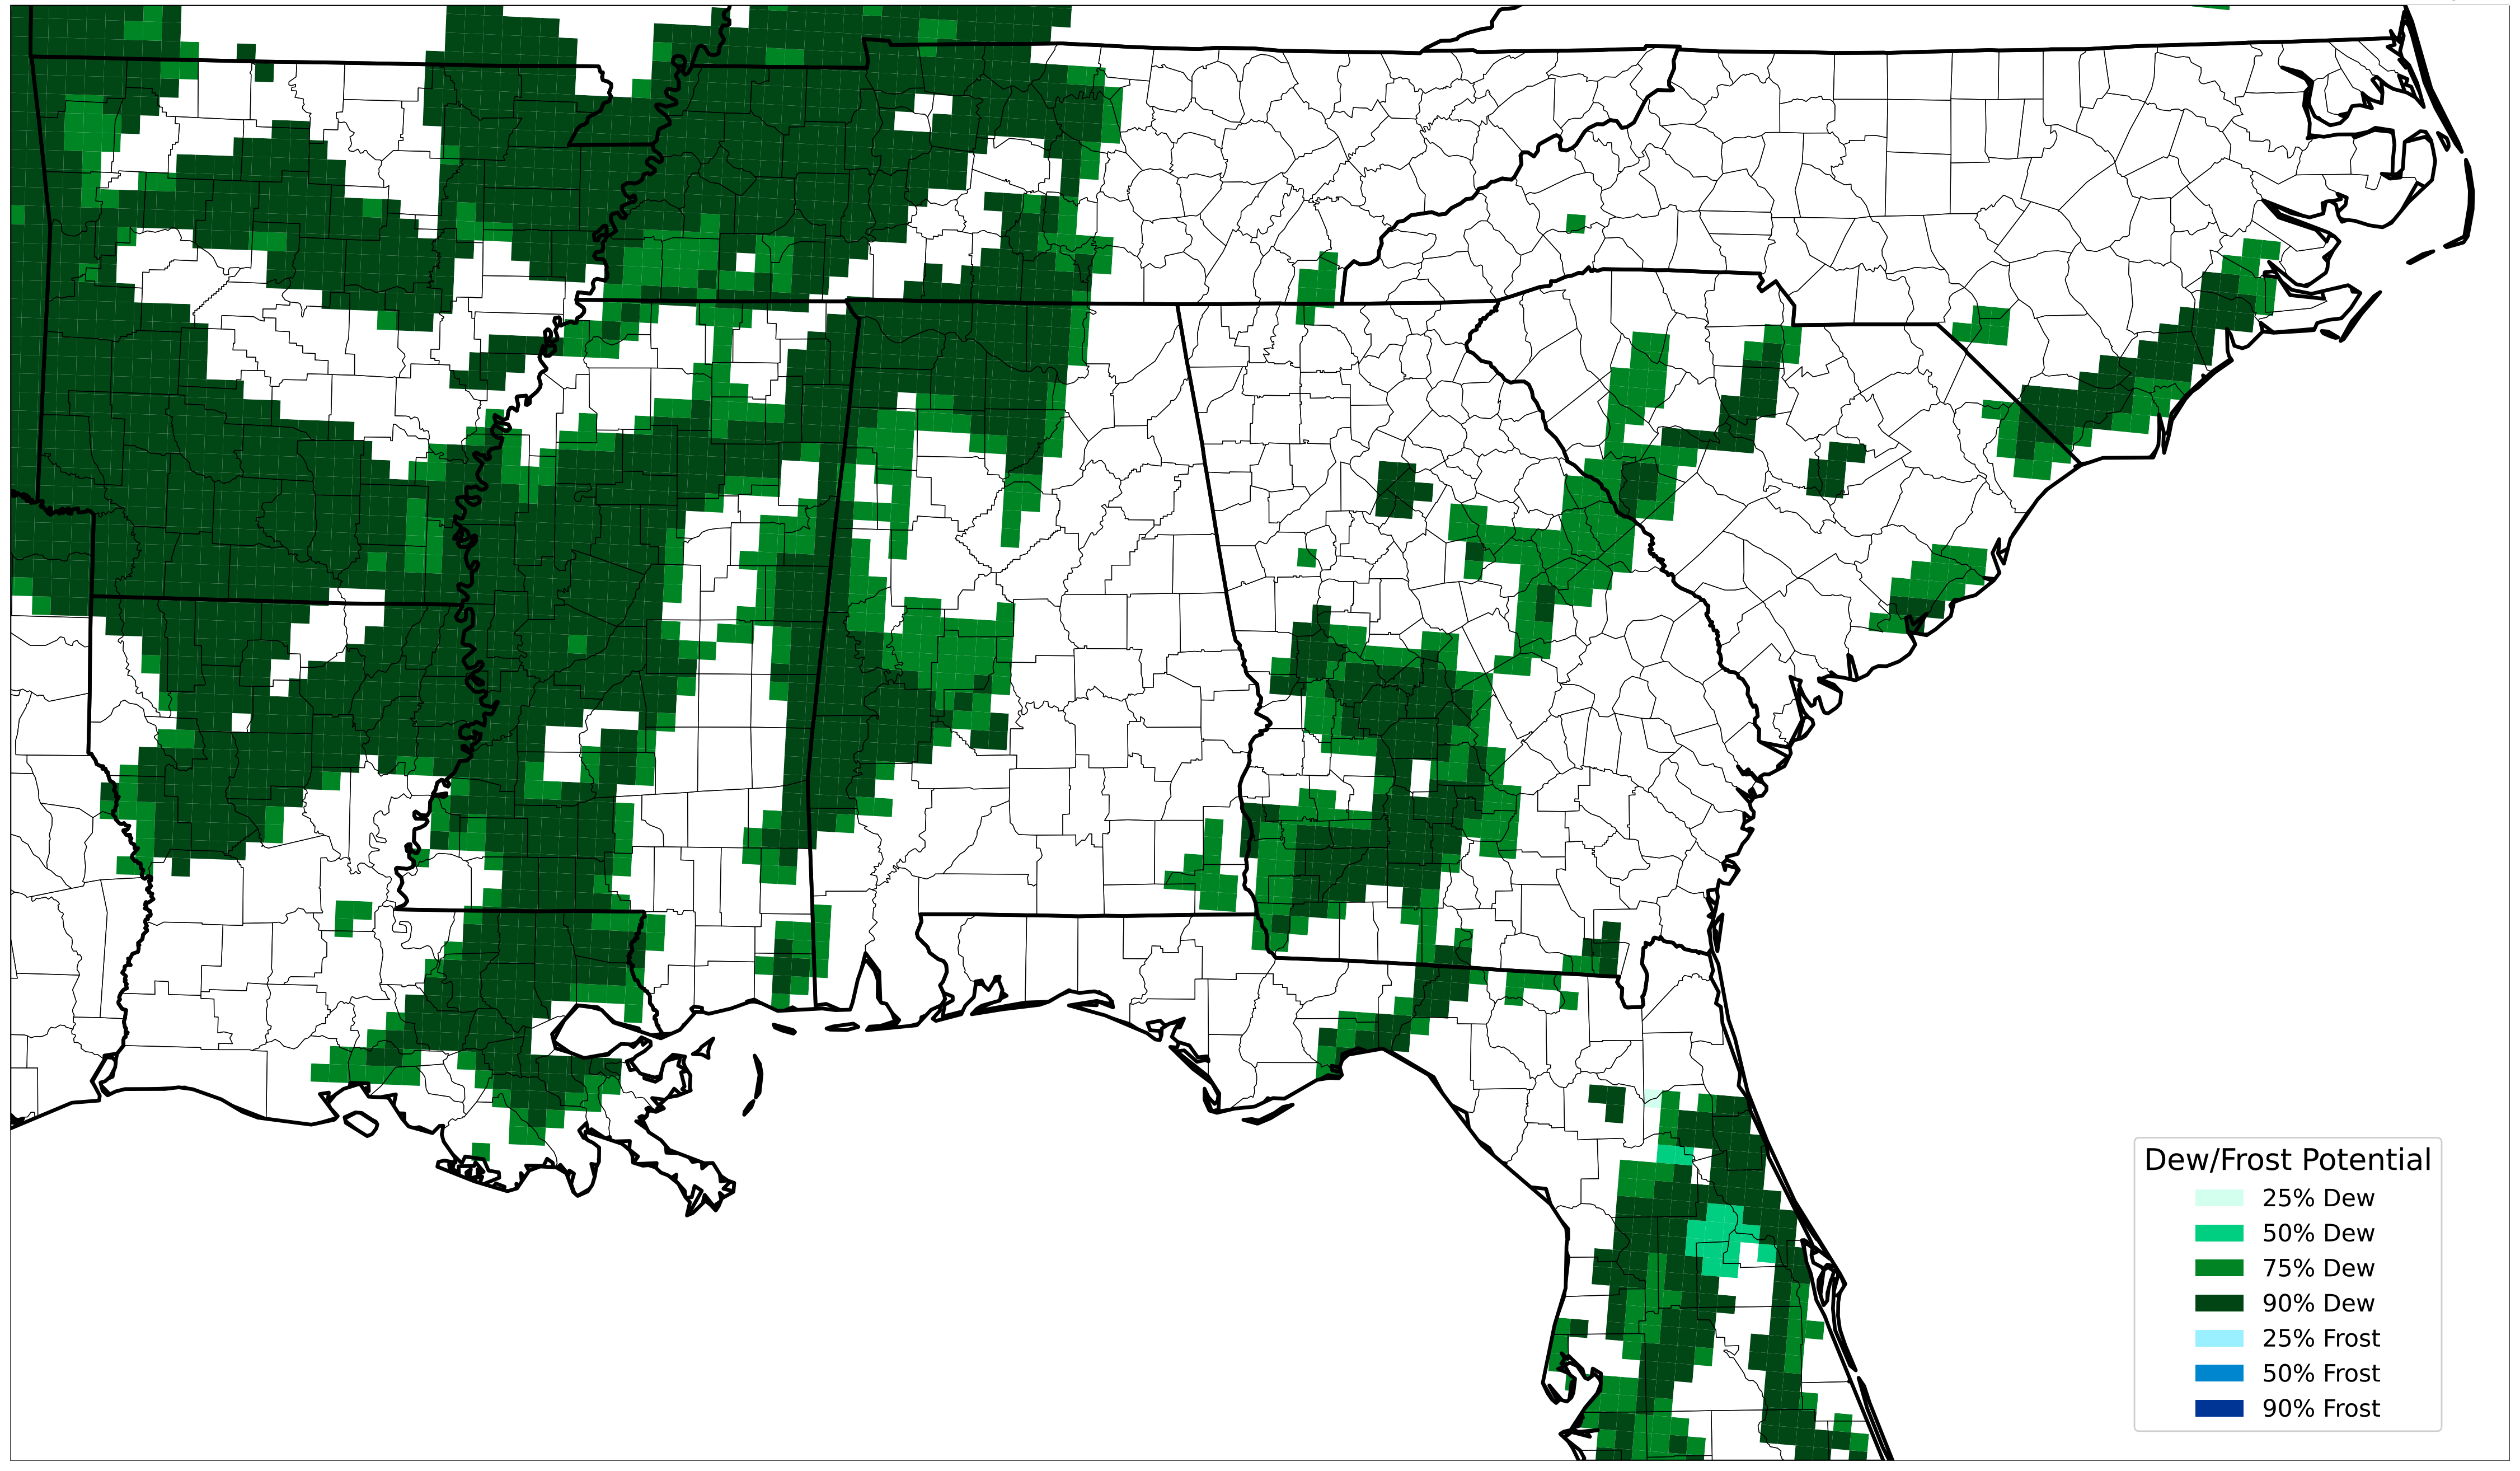 Dew/Frost Potential
25% Dew
50% Dew
75% Dew
90% Dew
25% Frost
50% Frost
90% Frost